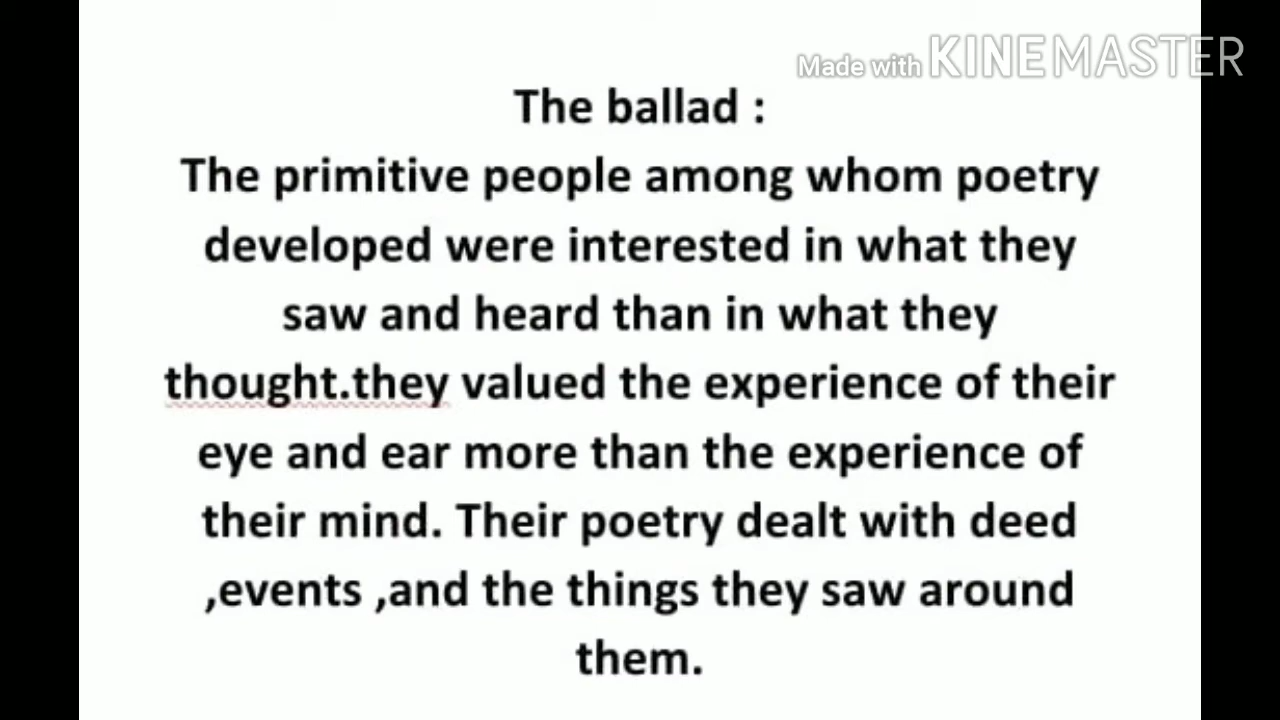 Made with KINEMASTER
The ballad :
The primitive people among whom poetry
developed were interested in what they
saw and heard than in what they
thought.they valued the experience of their
eye and ear more than the experience of
their mind. Their poetry dealt with deed
,events ,and the things they saw around
them.